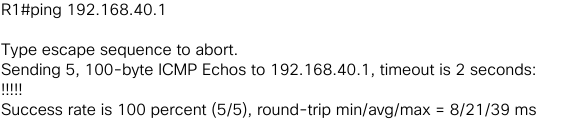 R1#ping 192.168.40.1
Type escape sequence to abort.
Sending 5, 100-byte ICMP Echos to 192.168.40.1, timeout is 2 seconds:
!!!!!
Success rate is 100 percent (5/5), round-trip min/avg/max = 8/21/39 ms